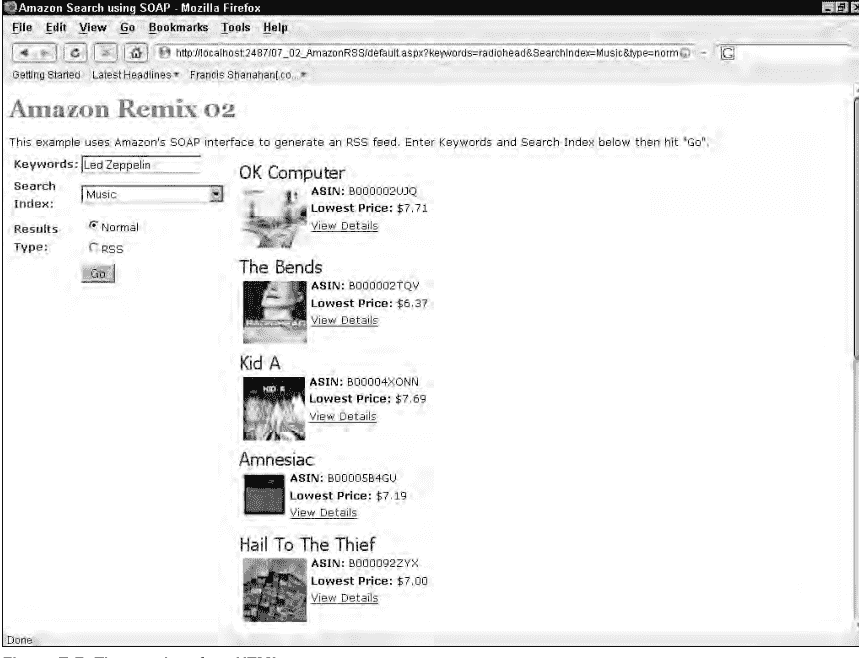 Amazon Search using SOAP - Mozilla Firefox
File Edit View Go Bookmarks Tools Help
http://localhost:2487/07_02_AmazonRSS/default.aspx?keywords=radiohead&SearchIndex=Music&type=norm
G
Getting Started Latest Headlines Francis Shanahan[.co...
Amazon Remix 02
This example uses Amazon's SOAP interface to generate an RSS feed. Enter Keywords and Search Index below then hit "Go".
Keywords: Led Zeppelin
Search Index: Music
Results Type: Normal
RSS
Go
OK Computer
ASIN: B000002UJQ
Lowest Price: $7.71
View Details
The Bends
ASIN: B000002TQV
Lowest Price: $6.37
View Details
Kid A
KID A
ASIN: B00004XONN
Lowest Price: $7.69
View Details
Amnesiac
ASIN: B00005B4GU
Lowest Price: $7.19
View Details
Hail To The Thief
ASIN: B000092ZYX
Lowest Price: $7.00
View Details
Done